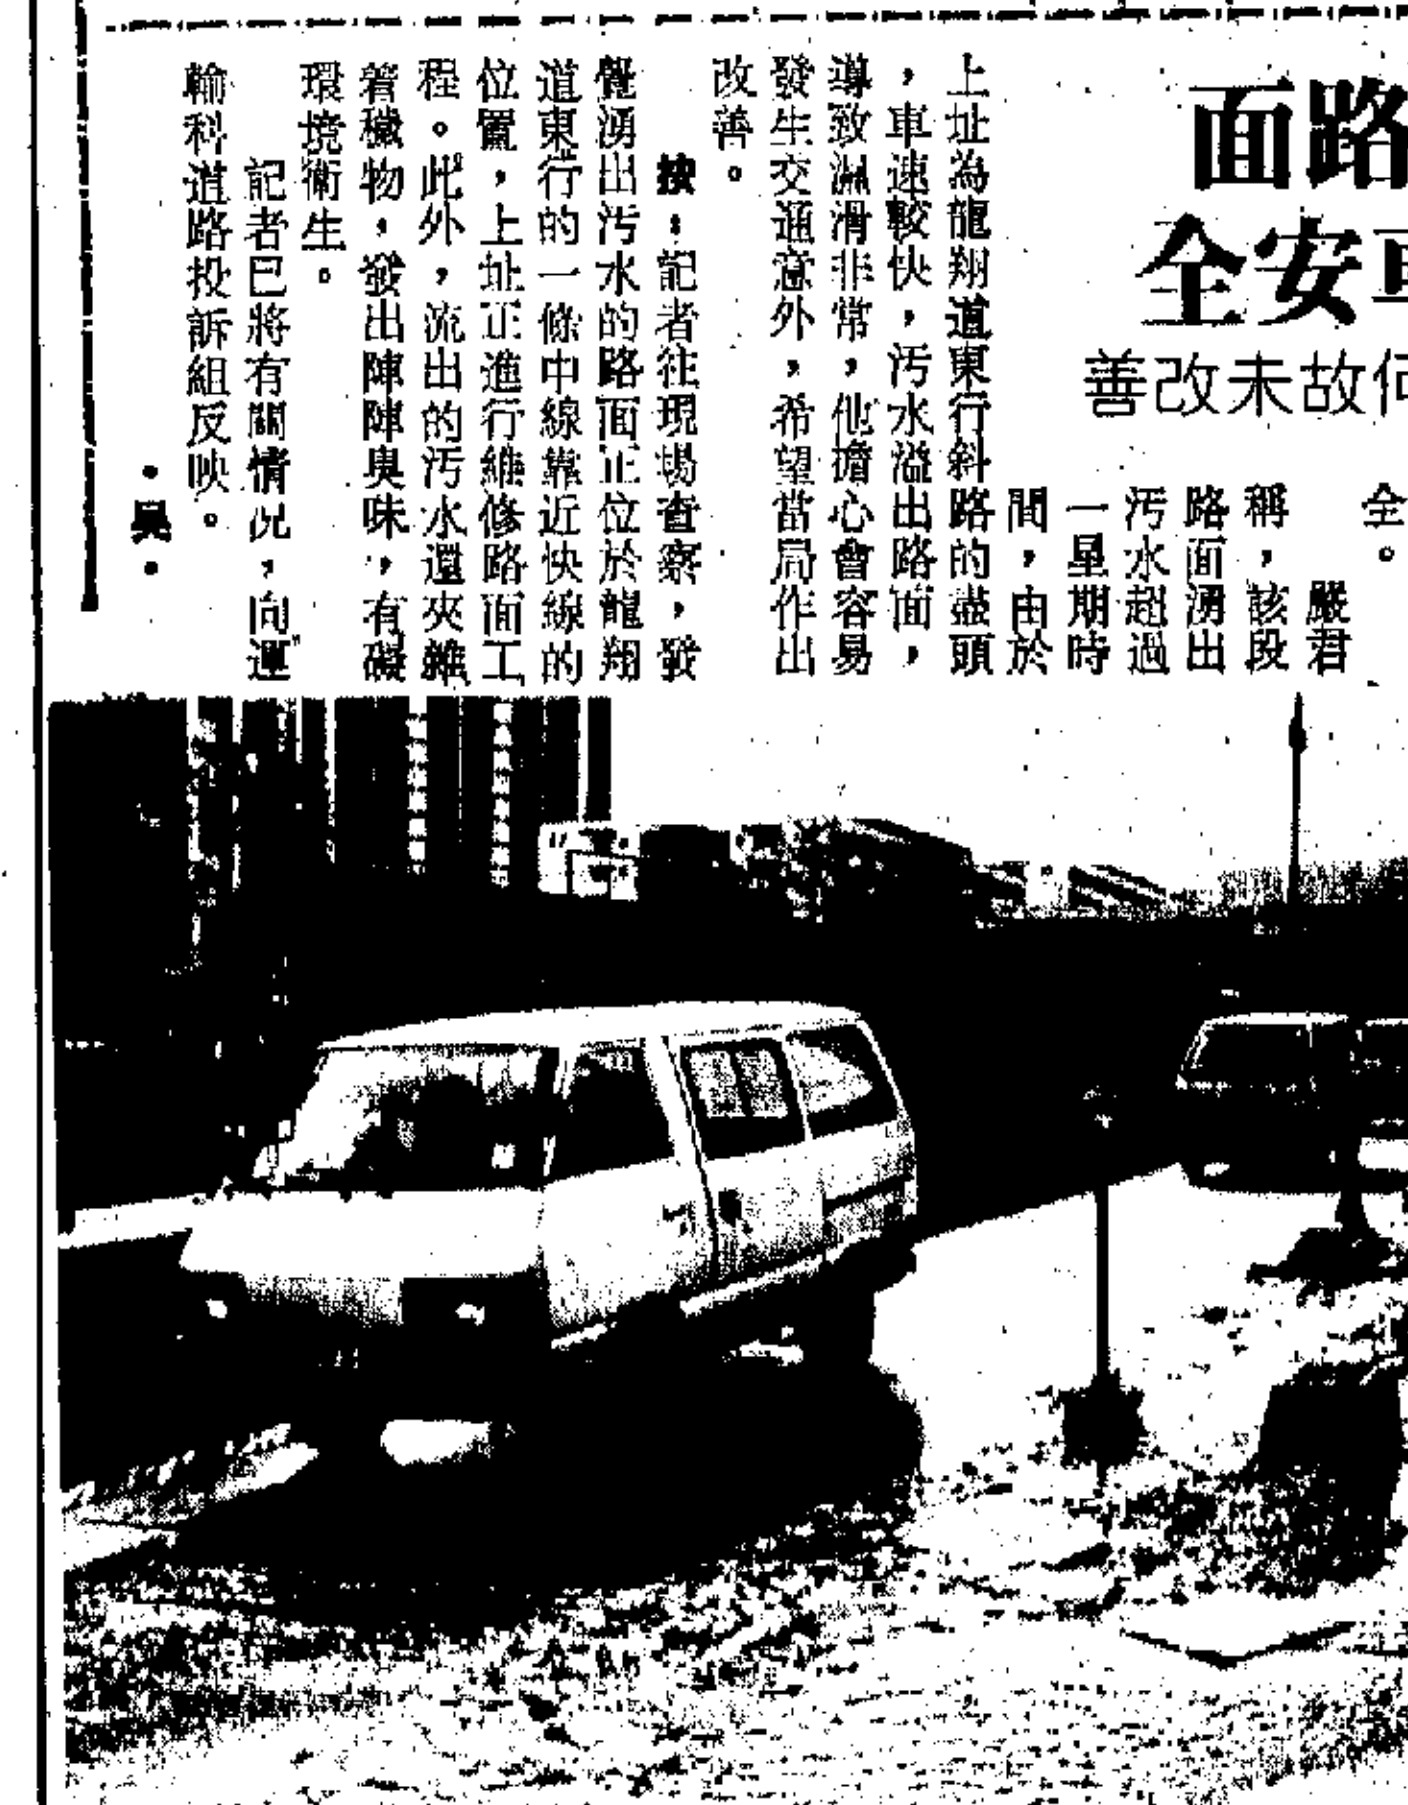 路面
安全
故未改善
全。
嚴君
稱，該段
路面湧出
污水超過
一星期時
間，由於
上址為龍翔道東行斜路的盡頭
，車速較快，污水溢出路面，
導致濕滑非常，他擔心會容易
發生交通意外，希望當局作出
改善。
按，記者往現場查察，發
覺湧出污水的路面正位於龍翔
道東行的一條中線靠近快線的
位置，上址正進行維修路面工
程。此外，流出的污水還夾雜
着穢物，發出陣陣臭味，有礙
環境衛生。
記者已將有關情況，向運
輸科道路投訴組反映。
•吳•